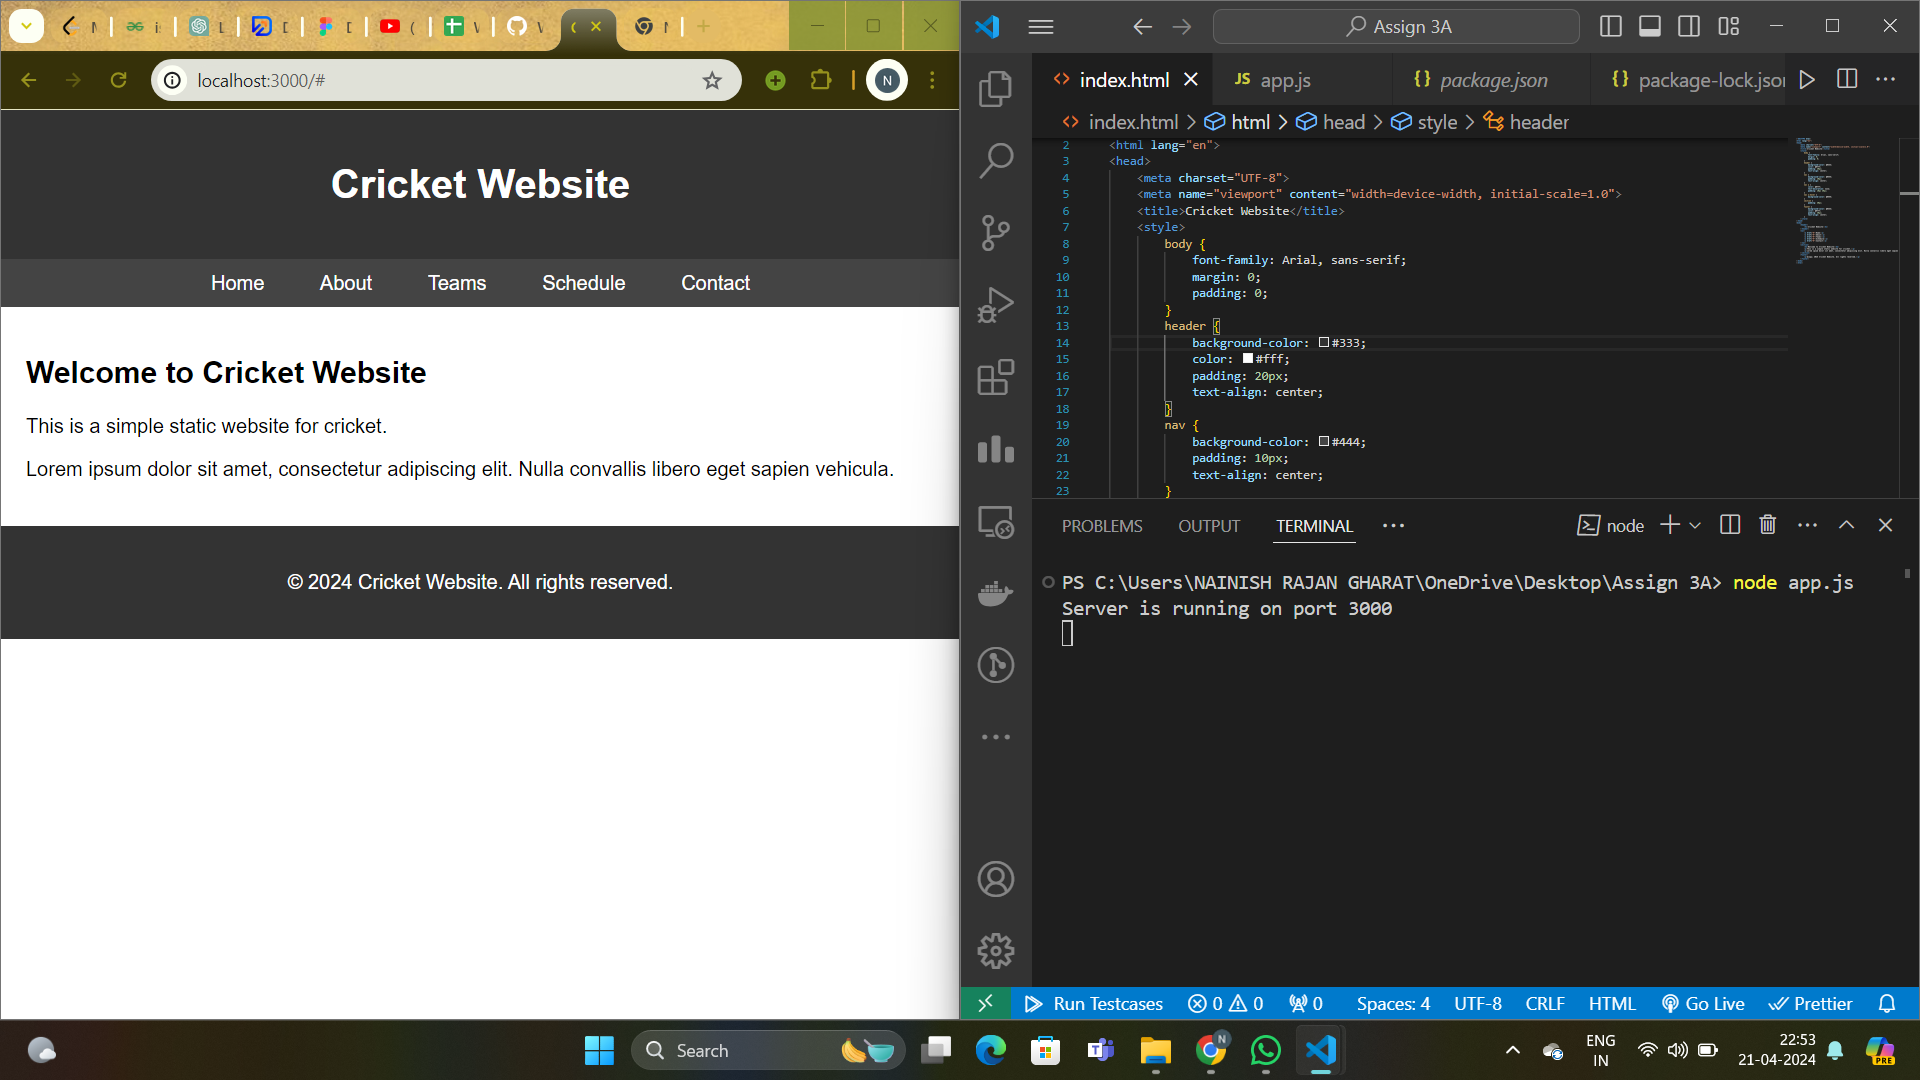 localhost:3000/#
N
Cricket Website
Home About Teams Schedule Contact
Welcome to Cricket Website
This is a simple static website for cricket.
Lorem ipsum dolor sit amet, consectetur adipiscing elit. Nulla convallis libero eget sapien vehicula.
© 2024 Cricket Website. All rights reserved.
Assign 3A
index.html
JS app.js
{} package.json
{} package-lock.json
index.html > html > head > style > header
2 <html lang="en">
3 <head>
4 <meta charset="UTF-8">
5 <meta name="viewport" content="width=device-width, initial-scale=1.0">
6 <title>Cricket Website</title>
7 <style>
8 body {
9 font-family: Arial, sans-serif;
10 margin: 0;
11 padding: 0;
12 }
13 header {
14 background-color: #333;
15 color: #fff;
16 padding: 20px;
17 text-align: center;
18 }
19 nav {
20 background-color: #444;
21 padding: 10px;
22 text-align: center;
23 }
PROBLEMS OUTPUT TERMINAL
node
PS C:\Users\NAINISH RAJAN GHARAT\OneDrive\Desktop\Assign 3A> node app.js
Server is running on port 3000
Run Testcases 0 0 0 Spaces: 4 UTF-8 CRLF HTML Go Live Prettier
Search
ENG
IN
22:53
21-04-2024
PRE